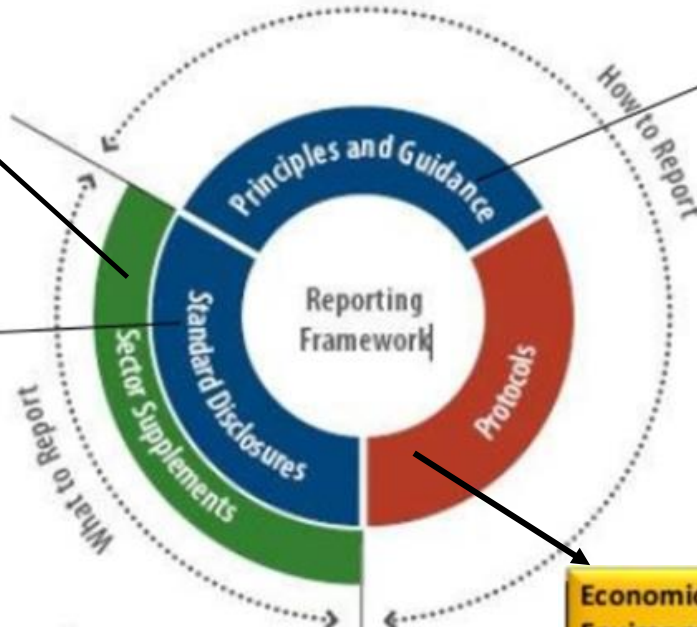 How to Report
Principles and Guidance
Reporting
Framework
Standard Disclosures
Sector Supplements
Protocols
What to Report
Economic